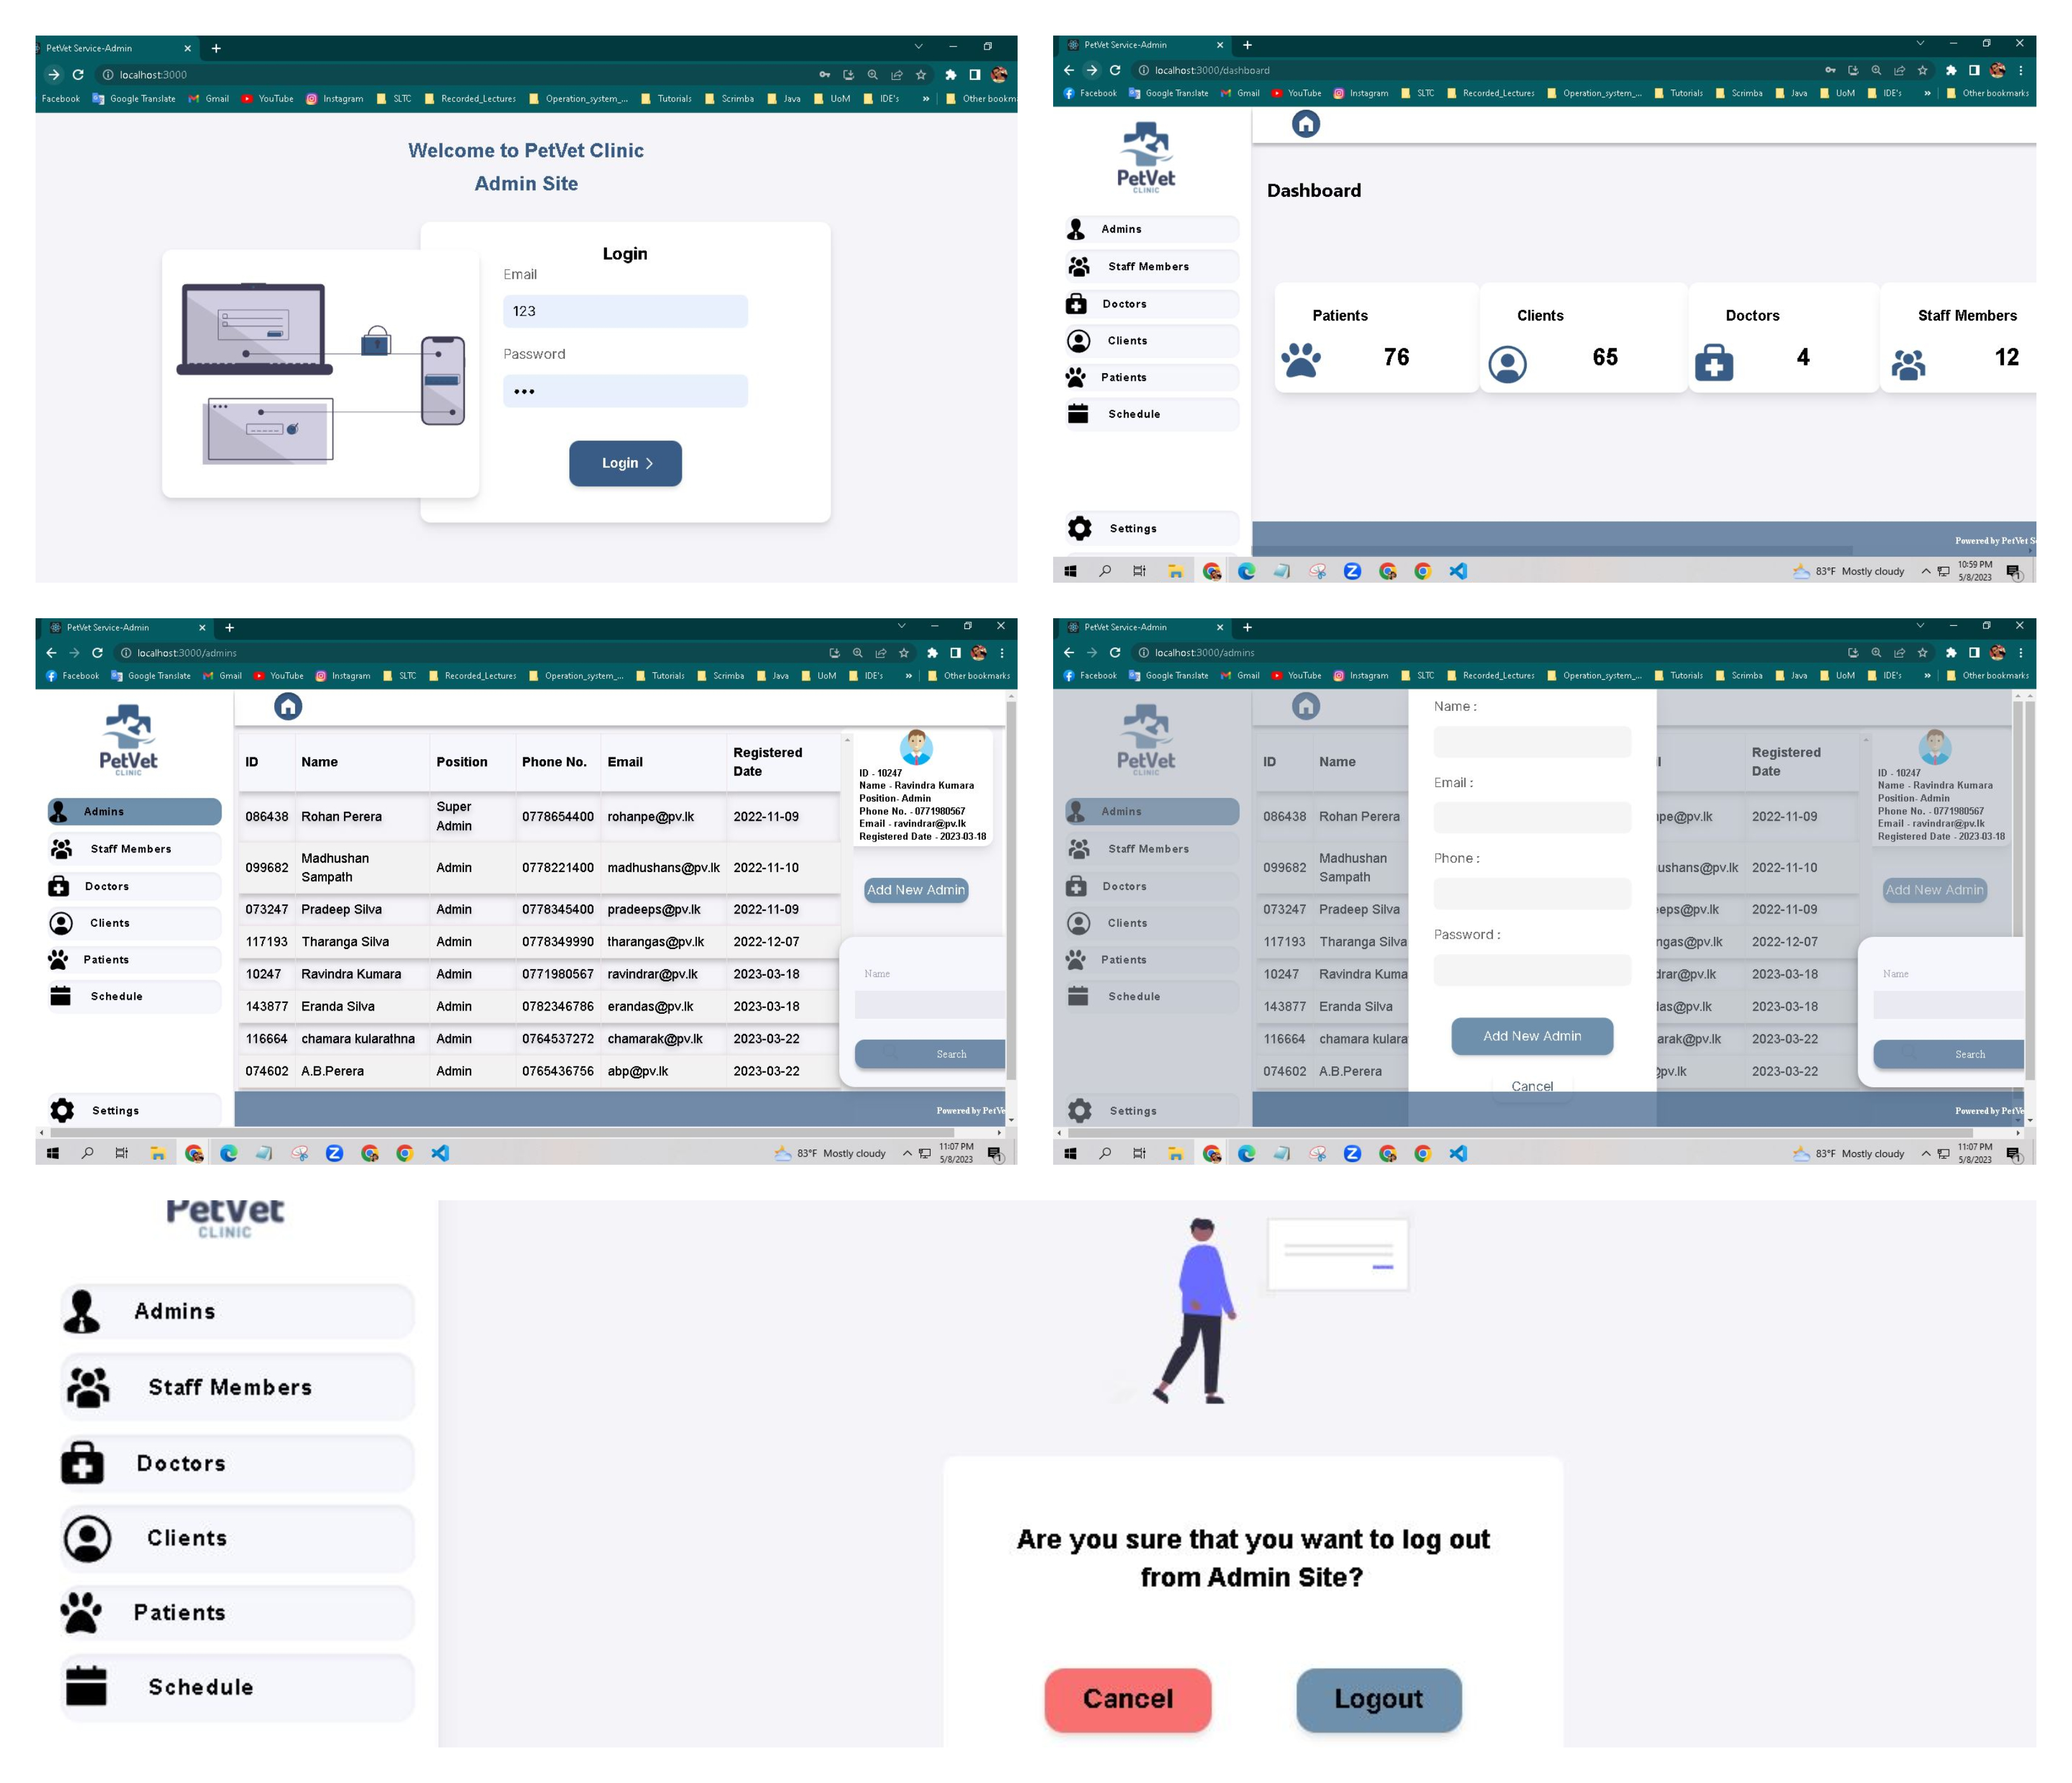 PetVet Service-Admin
localhost:3000
Facebook Google Translate Gmail YouTube Instagram SLTC Recorded_Lectures Operation_system_... Tutorials Scrimba Java UoM IDE's » Other bookm
Welcome to PetVet Clinic
Admin Site
Login
Email
123
Password
Login
PetVet Service-Admin
localhost:3000/dashboard
Facebook Google Translate Gmail YouTube Instagram SLTC Recorded_Lectures Operation_system_... Tutorials Scrimba Java UoM IDE's » Other bookmarks
PetVet
CLINIC
Dashboard
Admins
Staff Members
Doctors
Clients
Patients
Schedule
Settings
Patients Clients Doctors Staff Members
76 65 4 12
Powered by PetVet S
83°F Mostly cloudy 10:59 PM
5/8/2023
PetVet Service-Admin
localhost:3000/admins
Facebook Google Translate Gmail YouTube Instagram SLTC Recorded_Lectures Operation_system_... Tutorials Scrimba Java UoM IDE's » Other bookmarks
PetVet
CLINIC
Admins
Staff Members
Doctors
Clients
Patients
Schedule
Settings
ID Name Position Phone No. Email Registered Date
086438 Rohan Perera Super Admin 0778654400 rohanpe@pv.lk 2022-11-09
099682 Madhushan Sampath Admin 0778221400 madhushans@pv.lk 2022-11-10
073247 Pradeep Silva Admin 0778345400 pradeeps@pv.lk 2022-11-09
117193 Tharanga Silva Admin 0778349990 tharangas@pv.lk 2022-12-07
10247 Ravindra Kumara Admin 0771980567 ravindrar@pv.lk 2023-03-18
143877 Eranda Silva Admin 0782346786 erandas@pv.lk 2023-03-18
116664 chamara kularathna Admin 0764537272 chamarak@pv.lk 2023-03-22
074602 A.B.Perera Admin 0765436756 abp@pv.lk 2023-03-22
ID - 10247
Name - Ravindra Kumara
Position- Admin
Phone No. - 0771980567
Email - ravindrar@pv.lk
Registered Date - 2023-03-18
Add New Admin
Name
Search
Powered by PetVe
83°F Mostly cloudy 11:07 PM
5/8/2023
PetVet Service-Admin
localhost:3000/admins
Facebook Google Translate Gmail YouTube Instagram SLTC Recorded_Lectures Operation_system_... Tutorials Scrimba Java UoM IDE's » Other bookmarks
PetVet
CLINIC
Admins
Staff Members
Doctors
Clients
Patients
Schedule
Settings
ID Name l Registered Date
086438 Rohan Perera npe@pv.lk 2022-11-09
099682 Madhushan Sampath ushans@pv.lk 2022-11-10
073247 Pradeep Silva eeps@pv.lk 2022-11-09
117193 Tharanga Silva ngas@pv.lk 2022-12-07
10247 Ravindra Kuma drar@pv.lk 2023-03-18
143877 Eranda Silva las@pv.lk 2023-03-18
116664 chamara kulara arak@pv.lk 2023-03-22
074602 A.B.Perera @pv.lk 2023-03-22
Name :
Email :
Phone :
Password :
Add New Admin
Cancel
ID - 10247
Name - Ravindra Kumara
Position- Admin
Phone No. - 0771980567
Email - ravindrar@pv.lk
Registered Date - 2023-03-18
Add New Admin
Name
Search
Powered by PetVe
83°F Mostly cloudy 11:07 PM
5/8/2023
PetVet
CLINIC
Admins
Staff Members
Doctors
Clients
Patients
Schedule
Are you sure that you want to log out
from Admin Site?
Cancel Logout